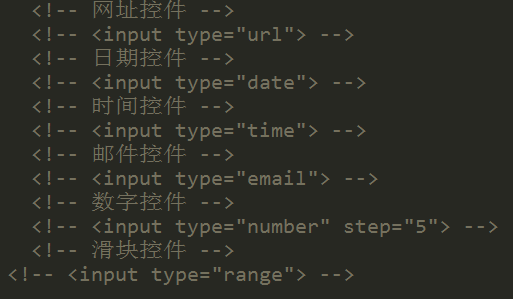 <!-- 网址控件 -->
<!-- <input type="url"> -->
<!-- 日期控件 -->
<!-- <input type="date"> -->
<!-- 时间控件 -->
<!-- <input type="time"> -->
<!-- 邮件控件 -->
<!-- <input type="email"> -->
<!-- 数字控件 -->
<!-- <input type="number" step="5"> -->
<!-- 滑块控件 -->
<!-- <input type="range"> -->